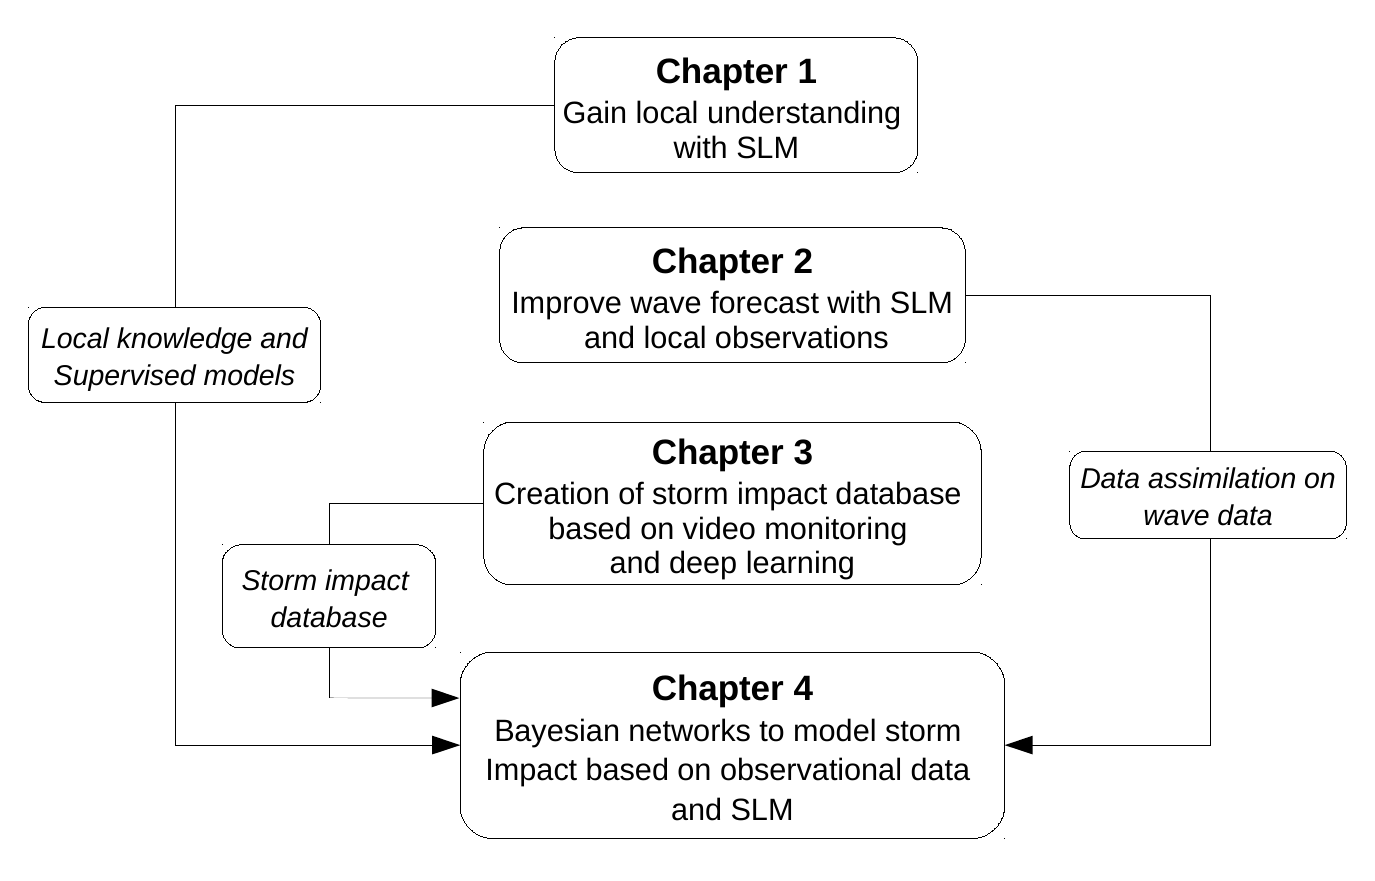 Chapter 1
Gain local understanding
with SLM
Chapter 2
Improve wave forecast with SLM
and local observations
Local knowledge and
Supervised models
Chapter 3
Creation of storm impact database
based on video monitoring
and deep learning
Data assimilation on
wave data
Storm impact
database
Chapter 4
Bayesian networks to model storm
Impact based on observational data
and SLM